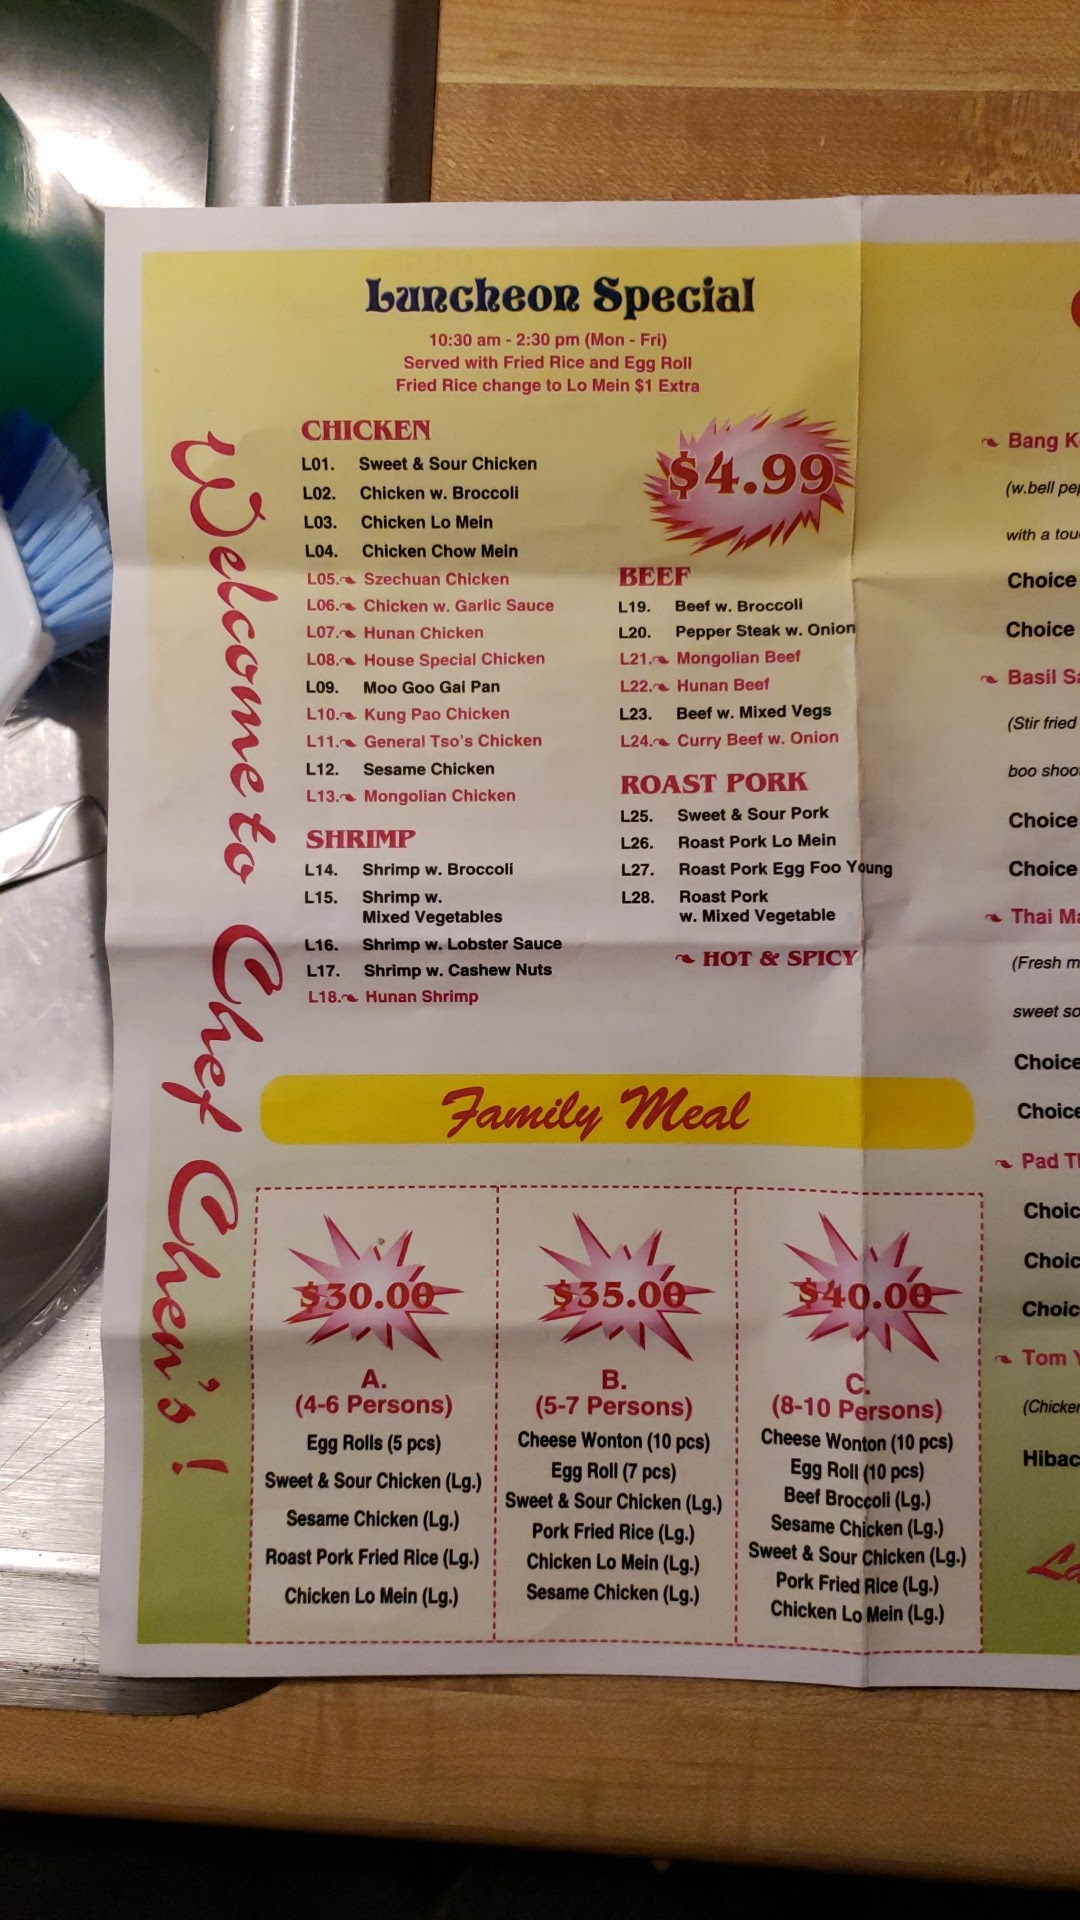 Welcome to Chef Chen's !
Luncheon Special
10:30 am - 2:30 pm (Mon - Fri)
Served with Fried Rice and Egg Roll
Fried Rice change to Lo Mein $1 Extra
$4.99
CHICKEN
L01. Sweet & Sour Chicken
L02. Chicken w. Broccoli
L03. Chicken Lo Mein
L04. Chicken Chow Mein
L05. Szechuan Chicken
L06. Chicken w. Garlic Sauce
L07. Hunan Chicken
L08. House Special Chicken
L09. Moo Goo Gai Pan
L10. Kung Pao Chicken
L11. General Tso's Chicken
L12. Sesame Chicken
L13. Mongolian Chicken
SHRIMP
L14. Shrimp w. Broccoli
L15. Shrimp w.
Mixed Vegetables
L16. Shrimp w. Lobster Sauce
L17. Shrimp w. Cashew Nuts
L18. Hunan Shrimp
BEEF
L19. Beef w. Broccoli
L20. Pepper Steak w. Onion
L21. Mongolian Beef
L22. Hunan Beef
L23. Beef w. Mixed Vegs
L24. Curry Beef w. Onion
ROAST PORK
L25. Sweet & Sour Pork
L26. Roast Pork Lo Mein
L27. Roast Pork Egg Foo Young
L28. Roast Pork
w. Mixed Vegetable
HOT & SPICY
Family Meal
$30.00
A.
(4-6 Persons)
Egg Rolls (5 pcs)
Sweet & Sour Chicken (Lg.)
Sesame Chicken (Lg.)
Roast Pork Fried Rice (Lg.)
Chicken Lo Mein (Lg.)
$35.00
B.
(5-7 Persons)
Cheese Wonton (10 pcs)
Egg Roll (7 pcs)
Sweet & Sour Chicken (Lg.)
Pork Fried Rice (Lg.)
Chicken Lo Mein (Lg.)
Sesame Chicken (Lg.)
$40.00
C.
(8-10 Persons)
Cheese Wonton (10 pcs)
Egg Roll (10 pcs)
Beef Broccoli (Lg.)
Sesame Chicken (Lg.)
Sweet & Sour Chicken (Lg.)
Pork Fried Rice (Lg.)
Chicken Lo Mein (Lg.)
Bang
(w.bell
with a
Choice
Choice
Basil
(Stir fried
boo
Choice
Choice
Thai
(Fresh
sweet
Choice
Choice
Pad
Tom